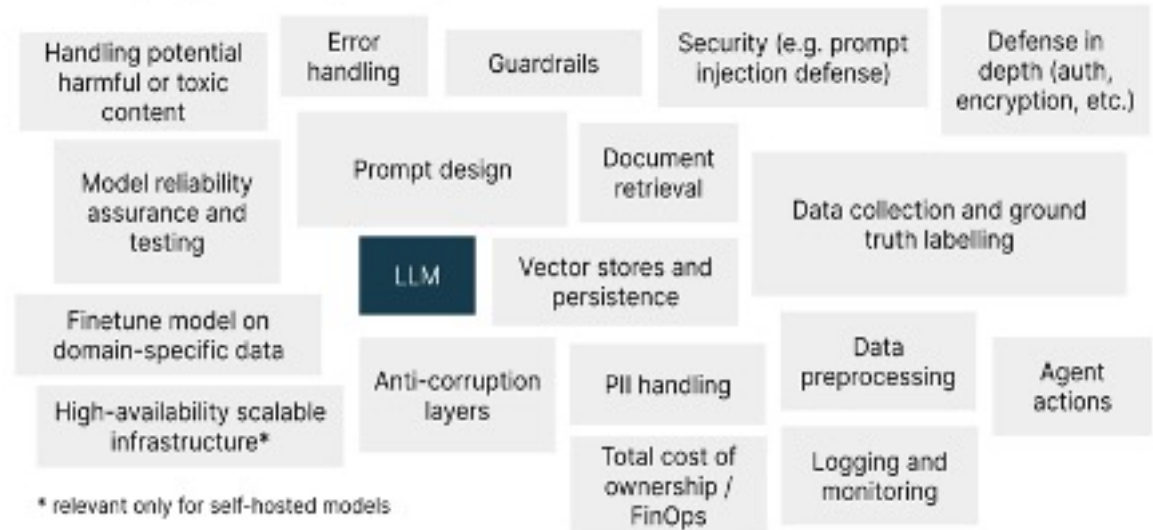 Handling potential
harmful or toxic
content
Error
handling
Guardrails
Security (e.g. prompt
injection defense)
Defense in
depth (auth,
encryption, etc.)
Model reliability
assurance and
testing
Prompt design
Document
retrieval
Data collection and ground
truth labelling
LLM
Vector stores and
persistence
Finetune model on
domain-specific data
Anti-corruption
layers
PII handling
Data
preprocessing
Agent
actions
High-availability scalable
infrastructure*
Total cost of
ownership /
FinOps
Logging and
monitoring
* relevant only for self-hosted models